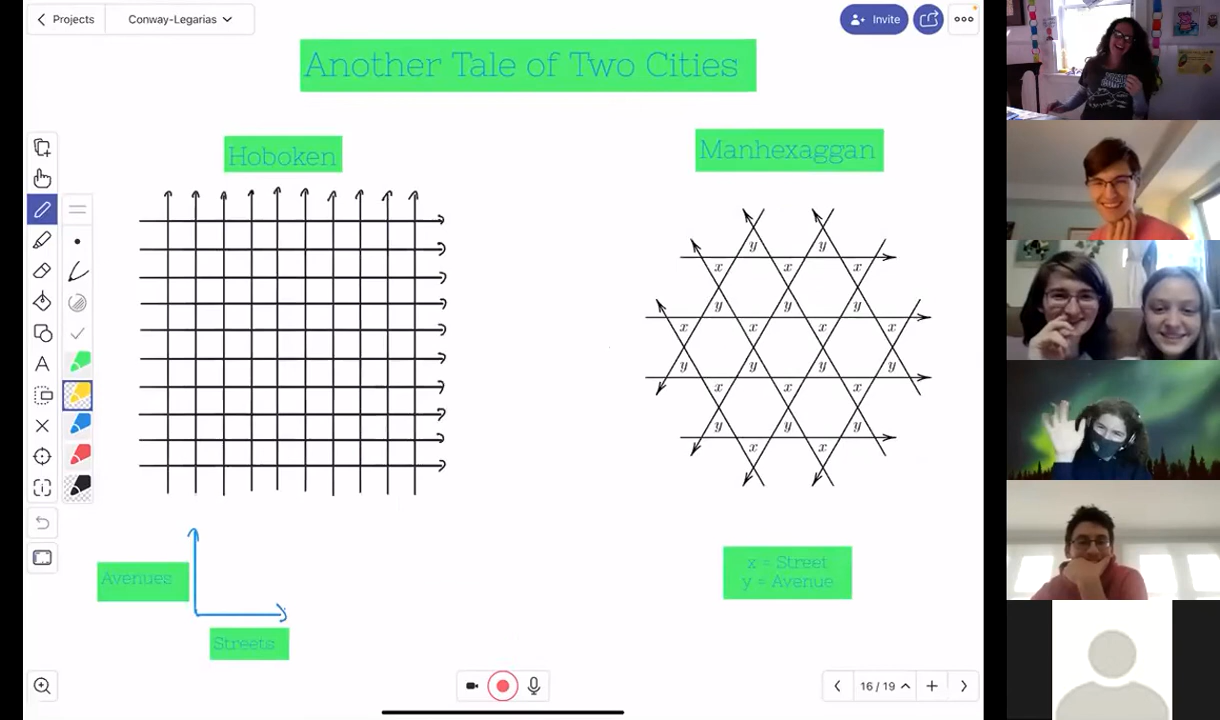 Projects
Conway-Legarias
Invite
Another Tale of Two Cities
Hoboken
Manhexaggan
y y
x x x
y y y
x x x x
y y y y
x x x
y y y
x x
Avenues
Streets
x = Street
y = Avenue
A
16 / 19